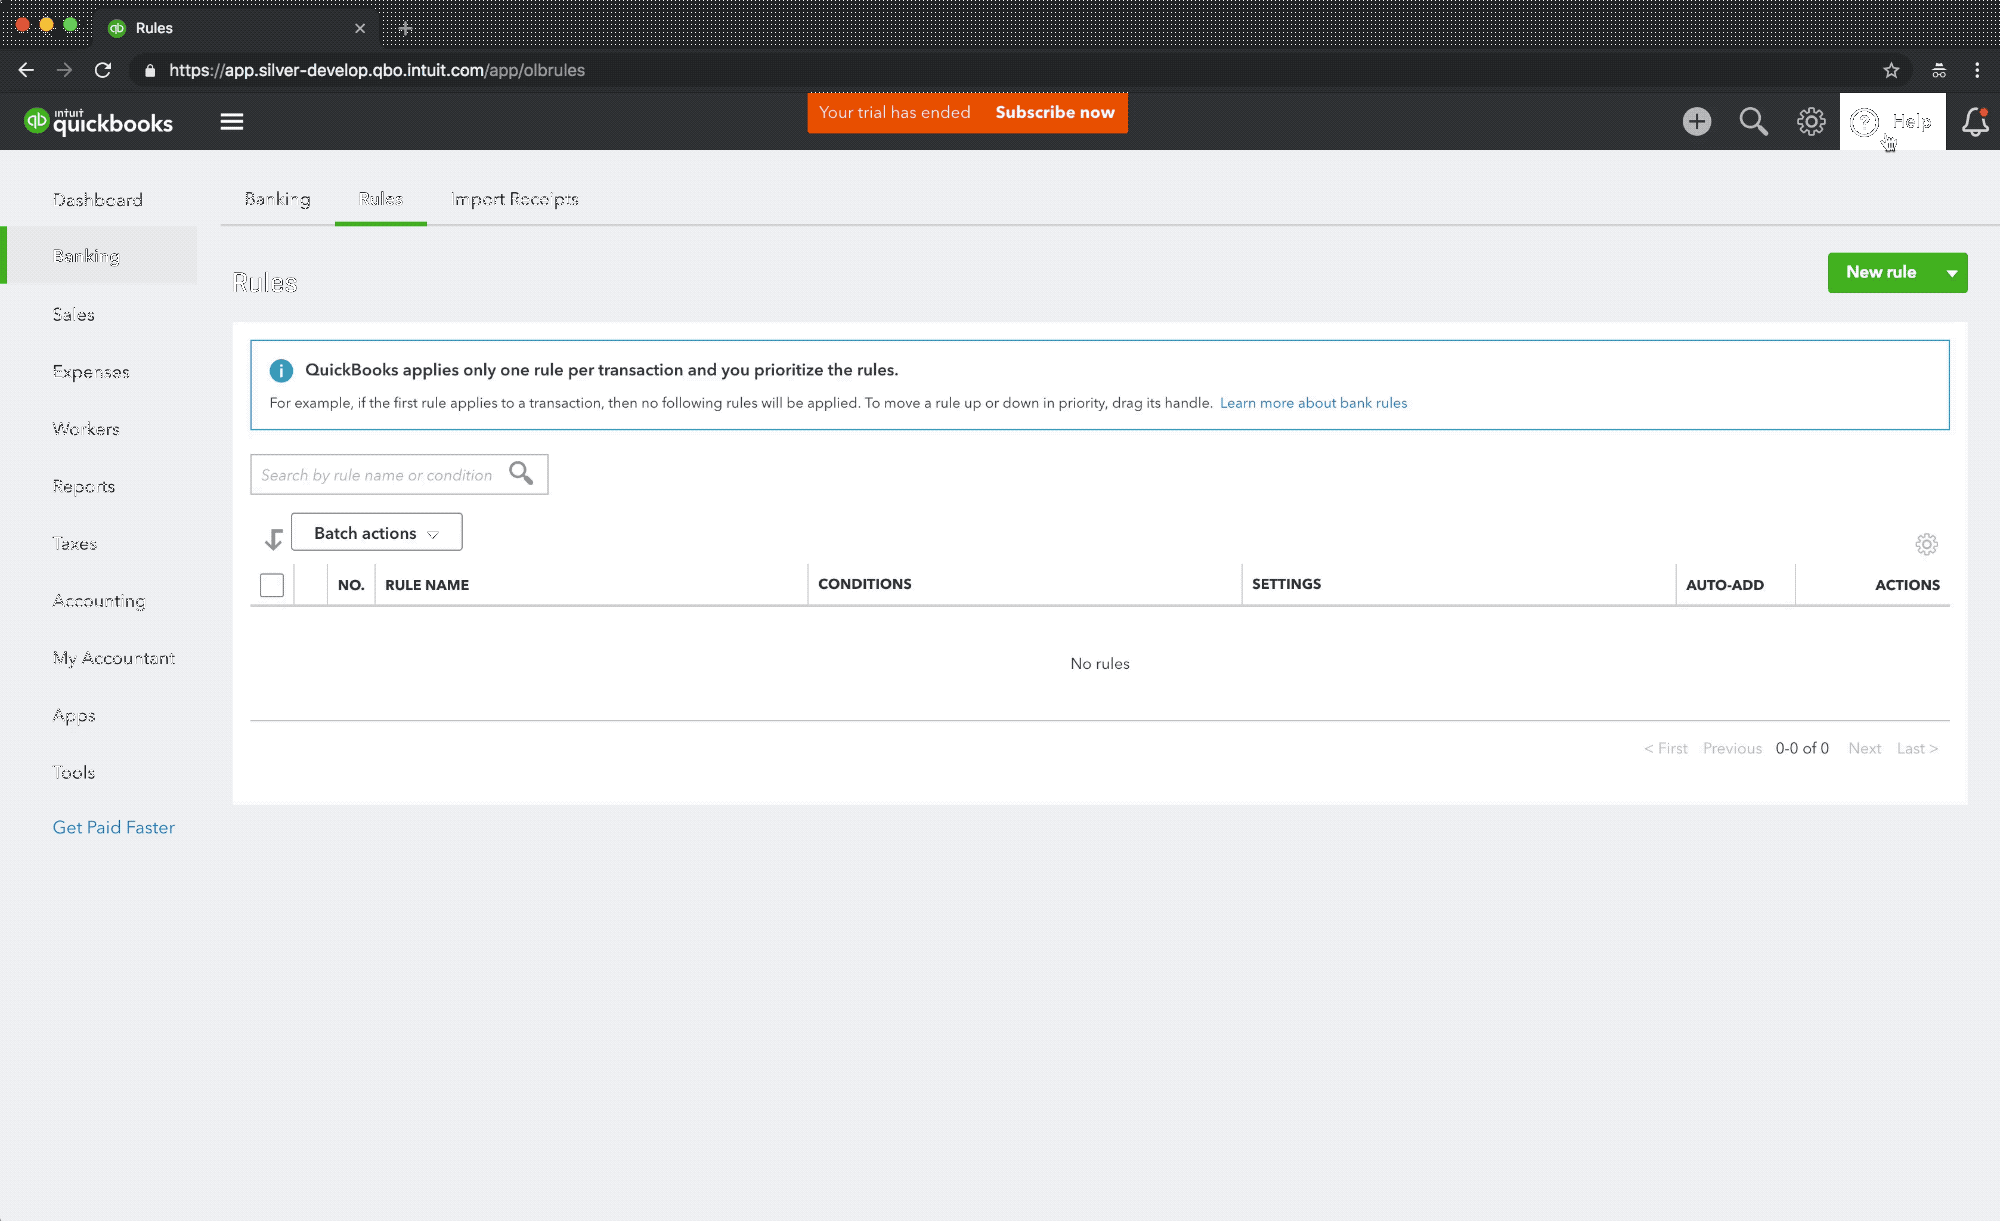 Rules
https://app.silver-develop.qbo.intuit.com/app/olbrules
intuit
quickbooks
Your trial has ended Subscribe now
Help
Dashboard
Banking
Sales
Expenses
Workers
Reports
Taxes
Accounting
My Accountant
Apps
Tools
Get Paid Faster
Banking Rules Import Receipts
Rules
New rule
QuickBooks applies only one rule per transaction and you prioritize the rules.
For example, if the first rule applies to a transaction, then no following rules will be applied. To move a rule up or down in priority, drag its handle. Learn more about bank rules
Search by rule name or condition
Batch actions
NO. RULE NAME CONDITIONS SETTINGS AUTO-ADD ACTIONS
No rules
< First Previous 0-0 of 0 Next Last >